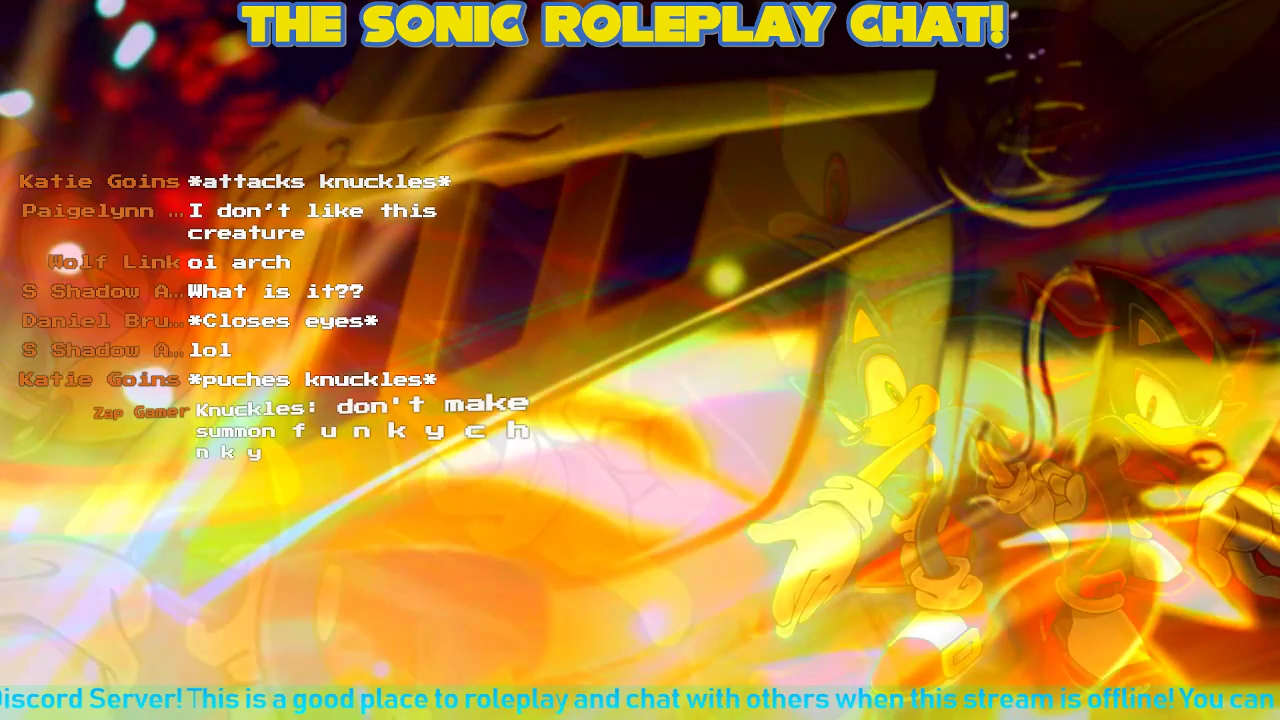 THE SONIC ROLEPLAY CHAT!
Katie Goins *attacks knuckles*
Paigelynn ... I don't like this
creature
Wolf Link oi arch
S Shadow A... What is it??
Daniel Bru... *Closes eyes*
S Shadow A... lol
Katie Goins *puches knuckles*
Zap Gamer Knuckles: don't make
summon f u n k y c h
n k y
Discord Server! This is a good place to roleplay and chat with others when this stream is offline! You can